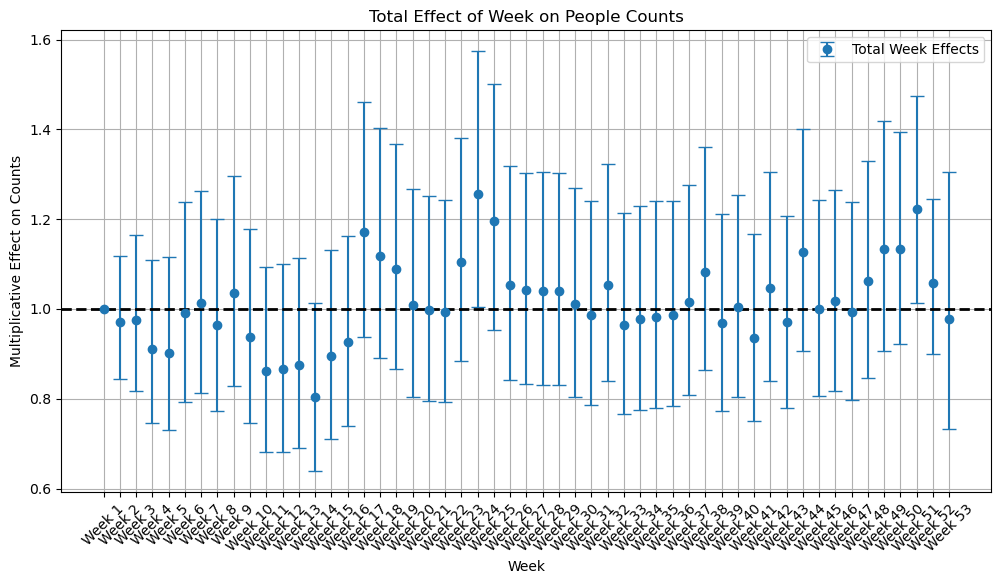 Total Effect of Week on People Counts
Total Week Effects
Multiplicative Effect on Counts
1.6
1.4
1.2
1.0
0.8
0.6
Week 1
Week 2
Week 3
Week 4
Week 5
Week 6
Week 7
Week 8
Week 9
Week 10
Week 11
Week 12
Week 13
Week 14
Week 15
Week 16
Week 17
Week 18
Week 19
Week 20
Week 21
Week 22
Week 23
Week 24
Week 25
Week 26
Week 27
Week 28
Week 29
Week 30
Week 31
Week 32
Week 33
Week 34
Week 35
Week 36
Week 37
Week 38
Week 39
Week 40
Week 41
Week 42
Week 43
Week 44
Week 45
Week 46
Week 47
Week 48
Week 49
Week 50
Week 51
Week 52
Week 53
Week